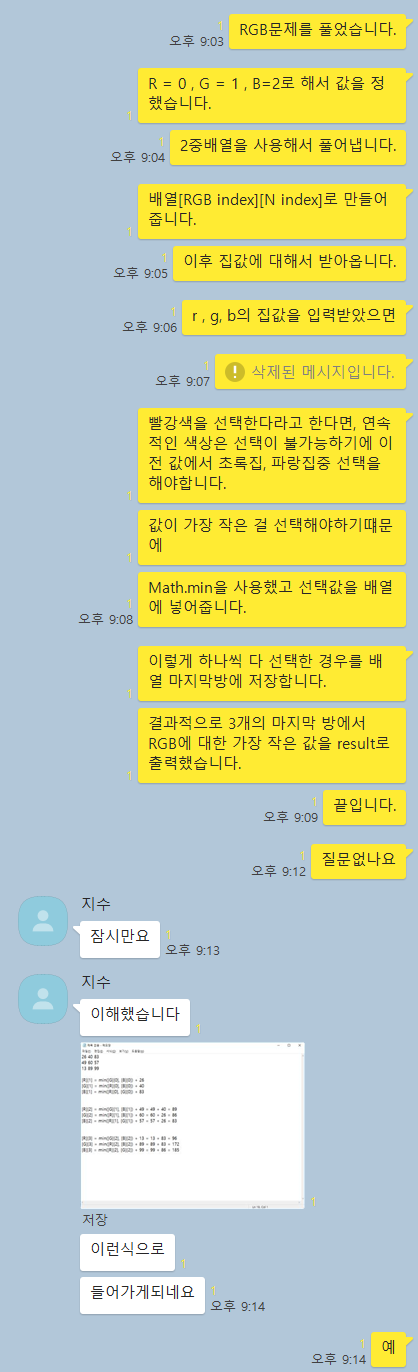 1
오후 9:03
RGB문제를 풀었습니다.
R = 0 , G = 1 , B=2로 해서 값을 정
했습니다.
1
1
오후 9:04
2중배열을 사용해서 풀어냅니다.
배열[RGB index][N index]로 만들어
줍니다.
1
1
오후 9:05
이후 집값에 대해서 받아옵니다.
1
오후 9:06
r , g, b의 집값을 입력받았으면
1
오후 9:07
삭제된 메시지입니다.
빨강색을 선택한다라고 한다면, 연속
적인 색상은 선택이 불가능하기에 이
전 값에서 초록집, 파랑집중 선택을
해야합니다.
1
값이 가장 작은 걸 선택해야하기떄문
에
1
Math.min을 사용했고 선택값을 배열
에 넣어줍니다.
1
오후 9:08
이렇게 하나씩 다 선택한 경우를 배
열 마지막방에 저장합니다.
1
결과적으로 3개의 마지막 방에서
RGB에 대한 가장 작은 값을 result로
출력했습니다.
1
1
오후 9:09
끝입니다.
1
오후 9:12
질문없나요
지수
잠시만요
1
오후 9:13
지수
이해했습니다
1
26 40 83
49 60 57
13 89 99
1
저장
이런식으로
1
들어가게되네요
1
오후 9:14
1
오후 9:14
예